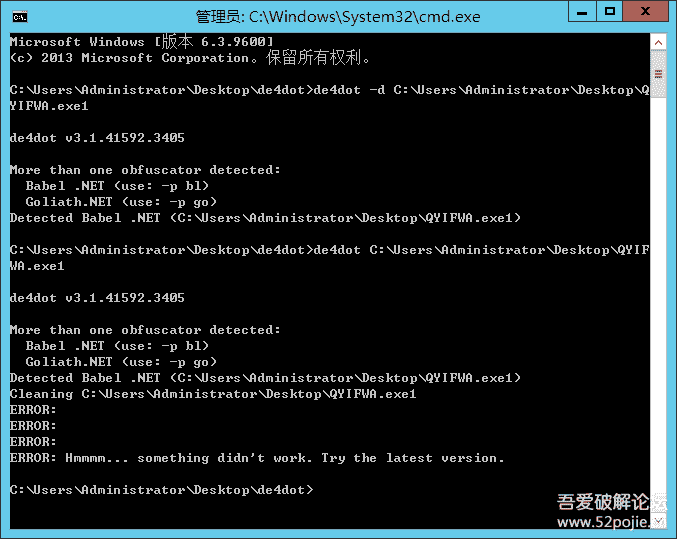 管理员: C:\Windows\System32\cmd.exe
Microsoft Windows [版本 6.3.9600]
(c) 2013 Microsoft Corporation。保留所有权利。
C:\Users\Administrator\Desktop\de4dot>de4dot -d C:\Users\Administrator\Desktop\Q
YIFWA.exe1
de4dot v3.1.41592.3405
More than one obfuscator detected:
Babel .NET (use: -p bl)
Goliath.NET (use: -p go)
Detected Babel .NET (C:\Users\Administrator\Desktop\QYIFWA.exe1)
C:\Users\Administrator\Desktop\de4dot>de4dot C:\Users\Administrator\Desktop\QYIF
WA.exe1
de4dot v3.1.41592.3405
More than one obfuscator detected:
Babel .NET (use: -p bl)
Goliath.NET (use: -p go)
Detected Babel .NET (C:\Users\Administrator\Desktop\QYIFWA.exe1)
Cleaning C:\Users\Administrator\Desktop\QYIFWA.exe1
ERROR:
ERROR:
ERROR:
ERROR: Hmmmm... something didn't work. Try the latest version.
C:\Users\Administrator\Desktop\de4dot>
吾爱破解论坛
www.52pojie.cn